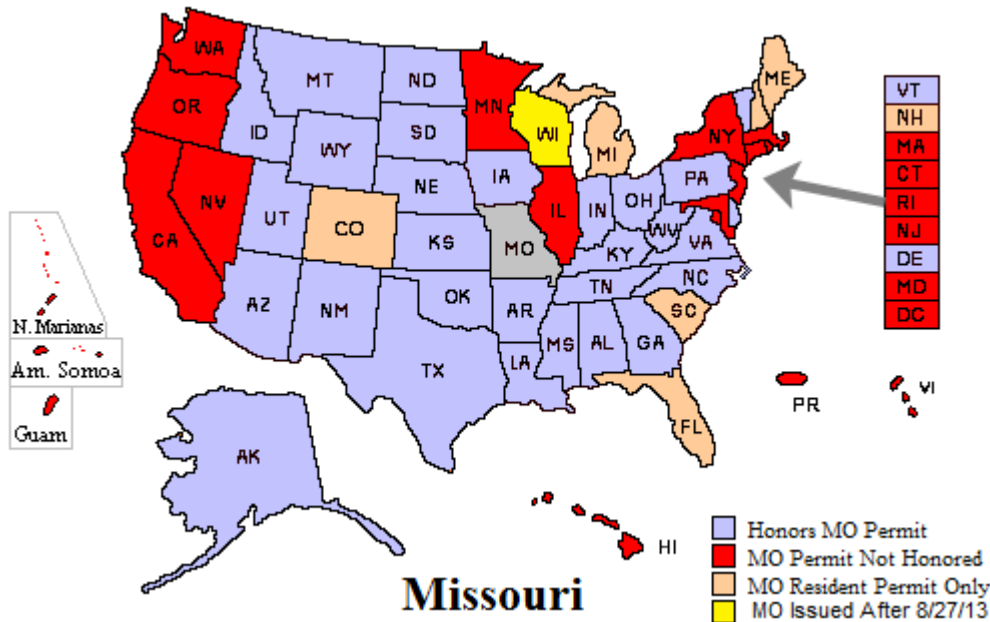 WA
MT
ND
MN
ME
OR
ID
SD
WI
NY
MI
WY
IA
PA
NE
NV
UT
IL
IN
OH
CO
WV
CA
KS
MO
VA
KY
NC
TN
OK
AZ
NM
AR
SC
MS
AL
GA
LA
TX
FL
AK
VT
NH
MA
CT
RI
NJ
DE
MD
DC
N. Marianas
Am. Somoa
Guam
PR
VI
HI
Honors MO Permit
MO Permit Not Honored
MO Resident Permit Only
MO Issued After 8/27/13
Missouri